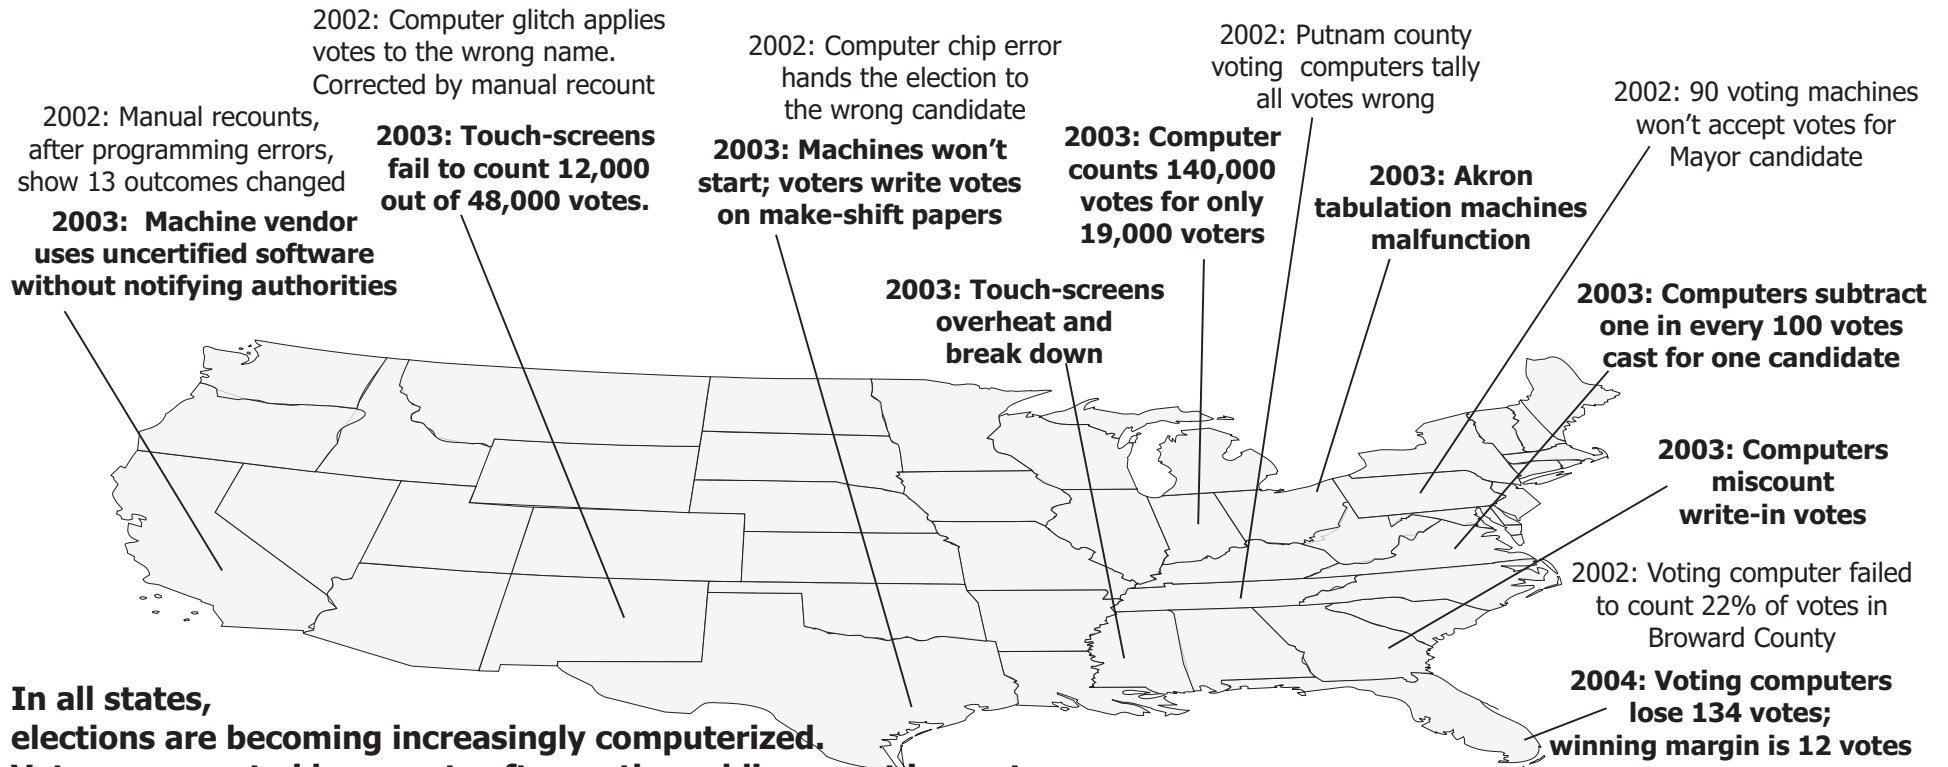 2002: Computer glitch applies
votes to the wrong name.
Corrected by manual recount
2002: Manual recounts,
after programming errors,
show 13 outcomes changed
2003: Machine vendor
uses uncertified software
without notifying authorities
2003: Touch-screens
fail to count 12,000
out of 48,000 votes.
2002: Computer chip error
hands the election to
the wrong candidate
2003: Machines won't
start; voters write votes
on make-shift papers
2003: Touch-screens
overheat and
break down
2003: Computer
counts 140,000
votes for only
19,000 voters
2002: Putnam county
voting computers tally
all votes wrong
2003: Akron
tabulation machines
malfunction
2002: 90 voting machines
won't accept votes for
Mayor candidate
2003: Computers subtract
one in every 100 votes
cast for one candidate
2003: Computers
miscount
write-in votes
2002: Voting computer failed
to count 22% of votes in
Broward County
2004: Voting computers
lose 134 votes;
winning margin is 12 votes
In all states,
elections are becoming increasingly computerized.